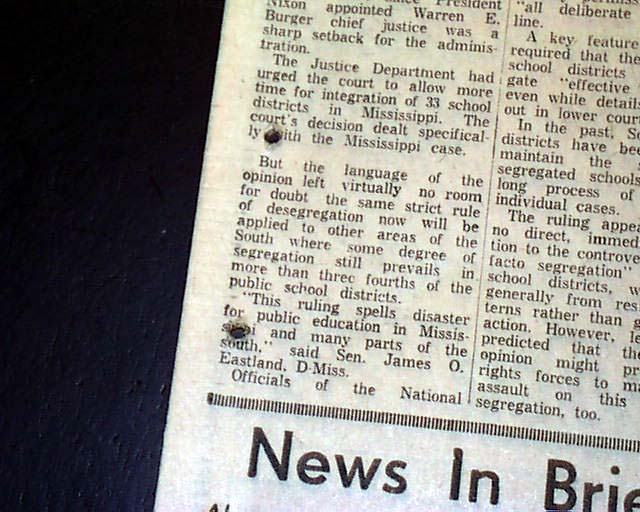 President
Nixon appointed Warren E.
Burger chief justice was a
sharp setback for the adminis-
tration.
The Justice Department had
urged the court to allow more
time for integration of 33 school
districts in Mississippi. The
court's decision dealt specifical-
ly with the Mississippi case.
But the language of the
opinion left virtually no room
for doubt the same strict rule
of desegregation now will be
applied to other areas of the
South where some degree of
segregation still prevails in
more than three fourths of the
public school districts.
"This ruling spells disaster
for public education in Missis-
sippi and many parts of the
south," said Sen. James O.
Eastland, D-Miss.
Officials of the National
"all deliberate
line.
A key feature
required that the
school districts
gate "effective
even while detail
out in lower court
In the past, S
districts have bee
maintain the
segregated schools
long process of
individual cases.
The ruling appea
no direct, immed
tion to the controve
facto segregation"
school districts, w
generally from res
terns rather than
action. However, le
predicted that th
opinion might pr
rights forces to m
assault on this
segregation, too.
News In Brie